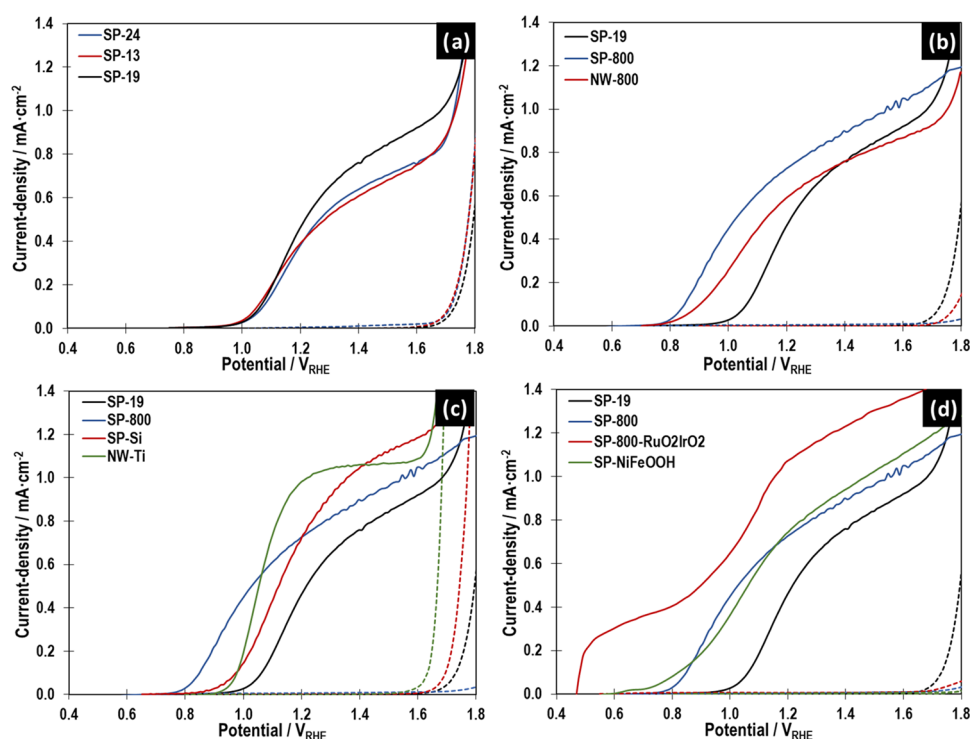 (a)
SP-24
SP-13
SP-19
1.4
1.2
1.0
0.8
0.6
0.4
0.2
0.0
Current-density / mA·cm-2
0.4 0.6 0.8 1.0 1.2 1.4 1.6 1.8
Potential / VRHE
(b)
SP-19
SP-800
NW-800
1.4
1.2
1.0
0.8
0.6
0.4
0.2
0.0
Current-density / mA·cm-2
0.4 0.6 0.8 1.0 1.2 1.4 1.6 1.8
Potential / VRHE
(c)
SP-19
SP-800
SP-Si
NW-Ti
1.4
1.2
1.0
0.8
0.6
0.4
0.2
0.0
Current-density / mA·cm-2
0.4 0.6 0.8 1.0 1.2 1.4 1.6 1.8
Potential / VRHE
(d)
SP-19
SP-800
SP-800-RuO2IrO2
SP-NiFeOOH
1.4
1.2
1.0
0.8
0.6
0.4
0.2
0.0
Current-density / mA·cm-2
0.4 0.6 0.8 1.0 1.2 1.4 1.6 1.8
Potential / VRHE